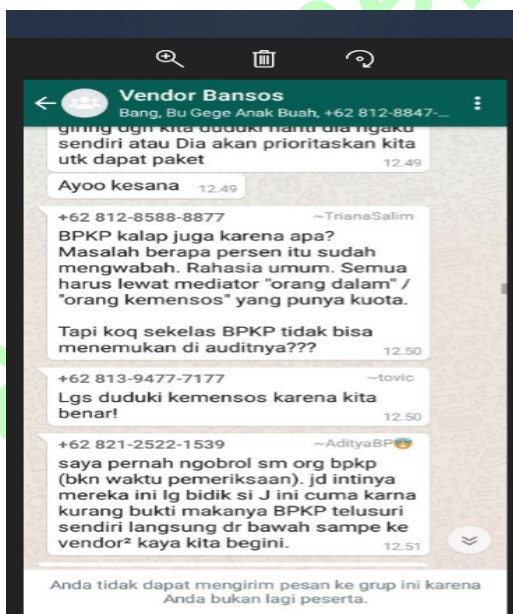 Vendor Bansos
Bang, Bu Gege Anak Buah, +62 812-8847-...
giring dgn kita duduki nanti dia ngaku
sendiri atau Dia akan prioritaskan kita
utk dapat paket
12.49
Ayoo kesana 12.49
+62 812-8588-8877 ~TrianaSalim
BPKP kalap juga karena apa?
Masalah berapa persen itu sudah
mengwabah. Rahasia umum. Semua
harus lewat mediator "orang dalam" /
"orang kemensos" yang punya kuota.
Tapi koq sekelas BPKP tidak bisa
menemukan di auditnya???
12.50
+62 813-9477-7177 ~tovic
Lgs duduki kemensos karena kita
benar!
12.50
+62 821-2522-1539 ~AdityaBP😇
saya pernah ngobrol sm org bpkp
(bkn waktu pemeriksaan). jd intinya
mereka ini lg bidik si J ini cuma karna
kurang bukti makanya BPKP telusuri
sendiri langsung dr bawah sampe ke
vendor² kaya kita begini.
12.51
Anda tidak dapat mengirim pesan ke grup ini karena
Anda bukan lagi peserta.